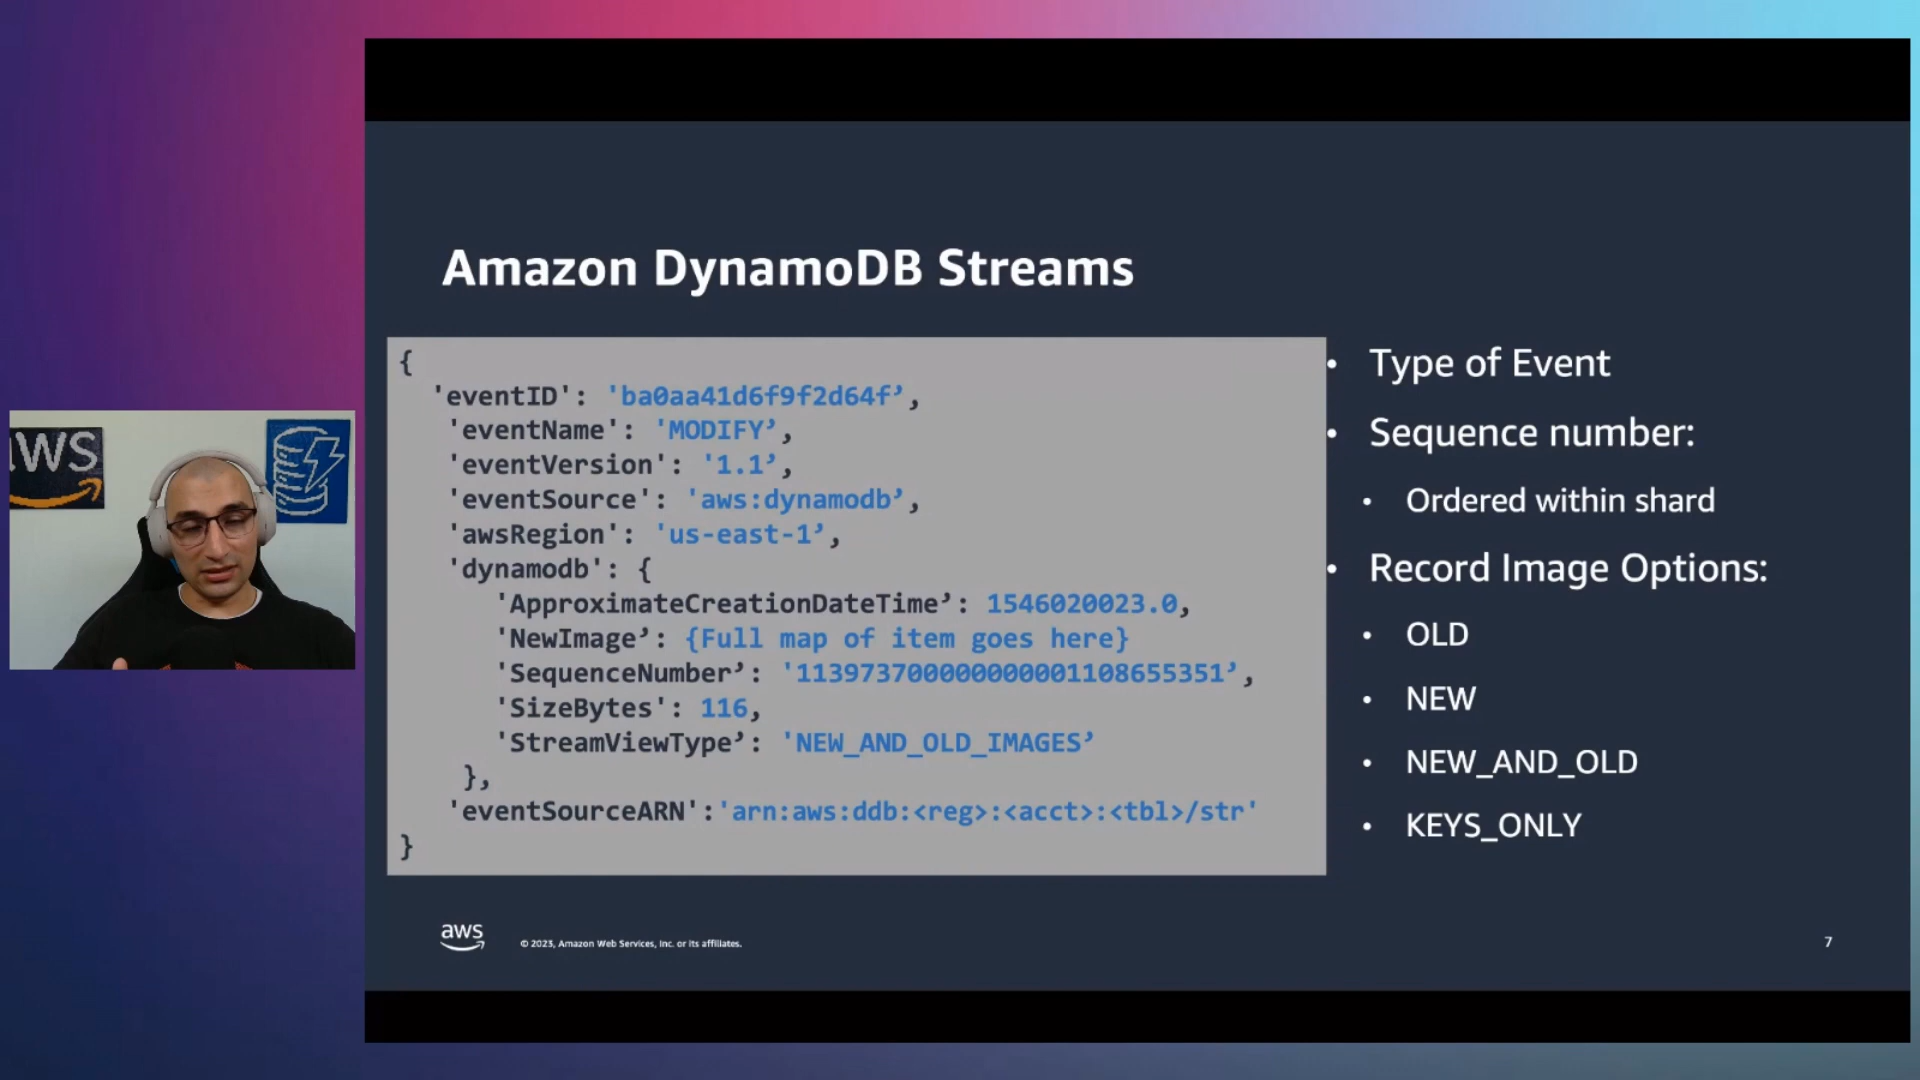 Amazon DynamoDB Streams
{
'eventID': 'ba0aa41d6f9f2d64f’,
'eventName': 'MODIFY’,
'eventVersion': '1.1’,
'eventSource': 'aws:dynamodb’,
'awsRegion': 'us-east-1’,
'dynamodb': {
'ApproximateCreationDateTime’: 1546020023.0,
'NewImage’: {Full map of item goes here}
'SequenceNumber’: '1139737000000000001108655351’,
'SizeBytes': 116,
'StreamViewType’: 'NEW_AND_OLD_IMAGES’
},
'eventSourceARN':'arn:aws:ddb:<reg>:<acct>:<tbl>/str'
}
• Type of Event
• Sequence number:
• Ordered within shard
• Record Image Options:
• OLD
• NEW
• NEW_AND_OLD
• KEYS_ONLY
aws
© 2023, Amazon Web Services, Inc. or its affiliates.
7
aws